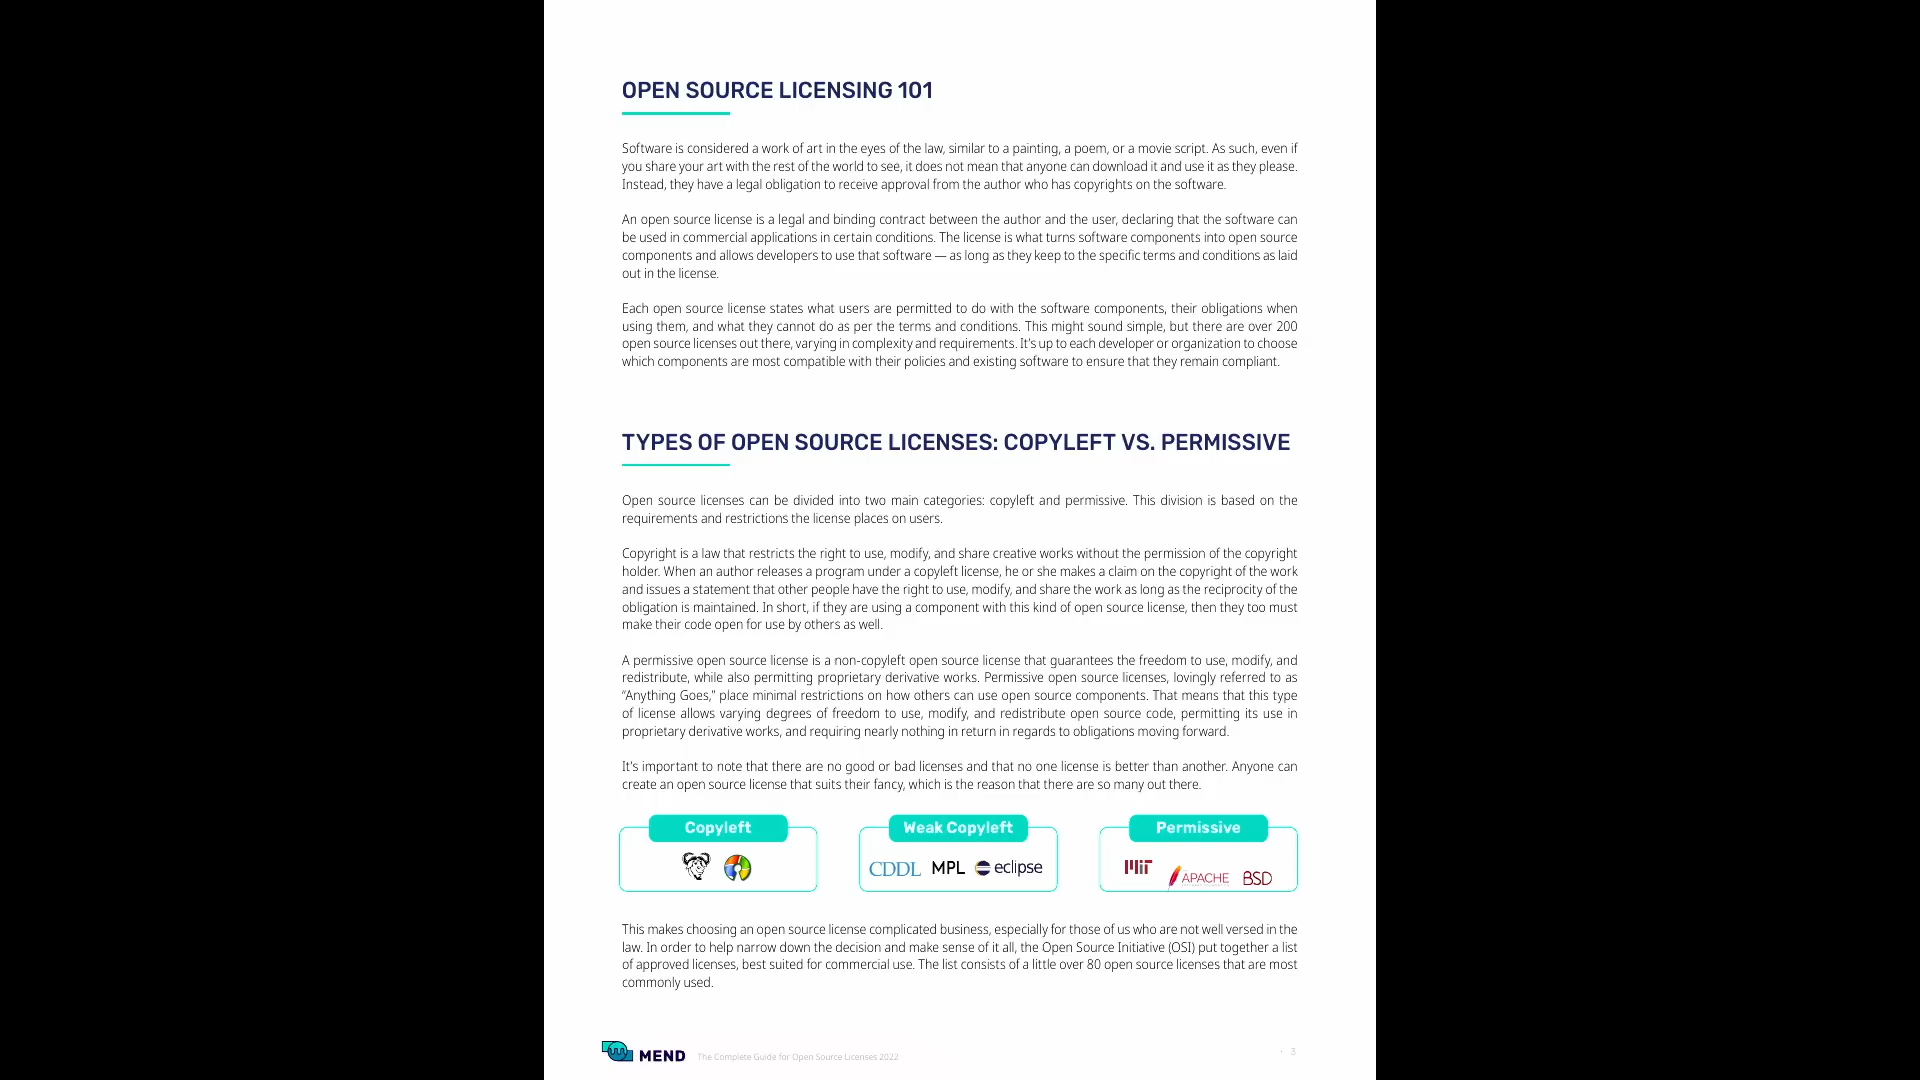 OPEN SOURCE LICENSING 101
Software is considered a work of art in the eyes of the law, similar to a painting, a poem, or a movie script. As such, even if
you share your art with the rest of the world to see, it does not mean that anyone can download it and use it as they please.
Instead, they have a legal obligation to receive approval from the author who has copyrights on the software.
An open source license is a legal and binding contract between the author and the user, declaring that the software can
be used in commercial applications in certain conditions. The license is what turns software components into open source
components and allows developers to use that software — as long as they keep to the specific terms and conditions as laid
out in the license.
Each open source license states what users are permitted to do with the software components, their obligations when
using them, and what they cannot do as per the terms and conditions. This might sound simple, but there are over 200
open source licenses out there, varying in complexity and requirements. It's up to each developer or organization to choose
which components are most compatible with their policies and existing software to ensure that they remain compliant.
TYPES OF OPEN SOURCE LICENSES: COPYLEFT VS. PERMISSIVE
Open source licenses can be divided into two main categories: copyleft and permissive. This division is based on the
requirements and restrictions the license places on users.
Copyright is a law that restricts the right to use, modify, and share creative works without the permission of the copyright
holder. When an author releases a program under a copyleft license, he or she makes a claim on the copyright of the work
and issues a statement that other people have the right to use, modify, and share the work as long as the reciprocity of the
obligation is maintained. In short, if they are using a component with this kind of open source license, then they too must
make their code open for use by others as well.
A permissive open source license is a non-copyleft open source license that guarantees the freedom to use, modify, and
redistribute, while also permitting proprietary derivative works. Permissive open source licenses, lovingly referred to as
“Anything Goes,” place minimal restrictions on how others can use open source components. That means that this type
of license allows varying degrees of freedom to use, modify, and redistribute open source code, permitting its use in
proprietary derivative works, and requiring nearly nothing in return in regards to obligations moving forward.
It's important to note that there are no good or bad licenses and that no one license is better than another. Anyone can
create an open source license that suits their fancy, which is the reason that there are so many out there.
Copyleft
Weak Copyleft
CDDL MPL eclipse
Permissive
MIT APACHE BSD
This makes choosing an open source license complicated business, especially for those of us who are not well versed in the
law. In order to help narrow down the decision and make sense of it all, the Open Source Initiative (OSI) put together a list
of approved licenses, best suited for commercial use. The list consists of a little over 80 open source licenses that are most
commonly used.
MEND The Complete Guide for Open Source Licenses 2022 · 3